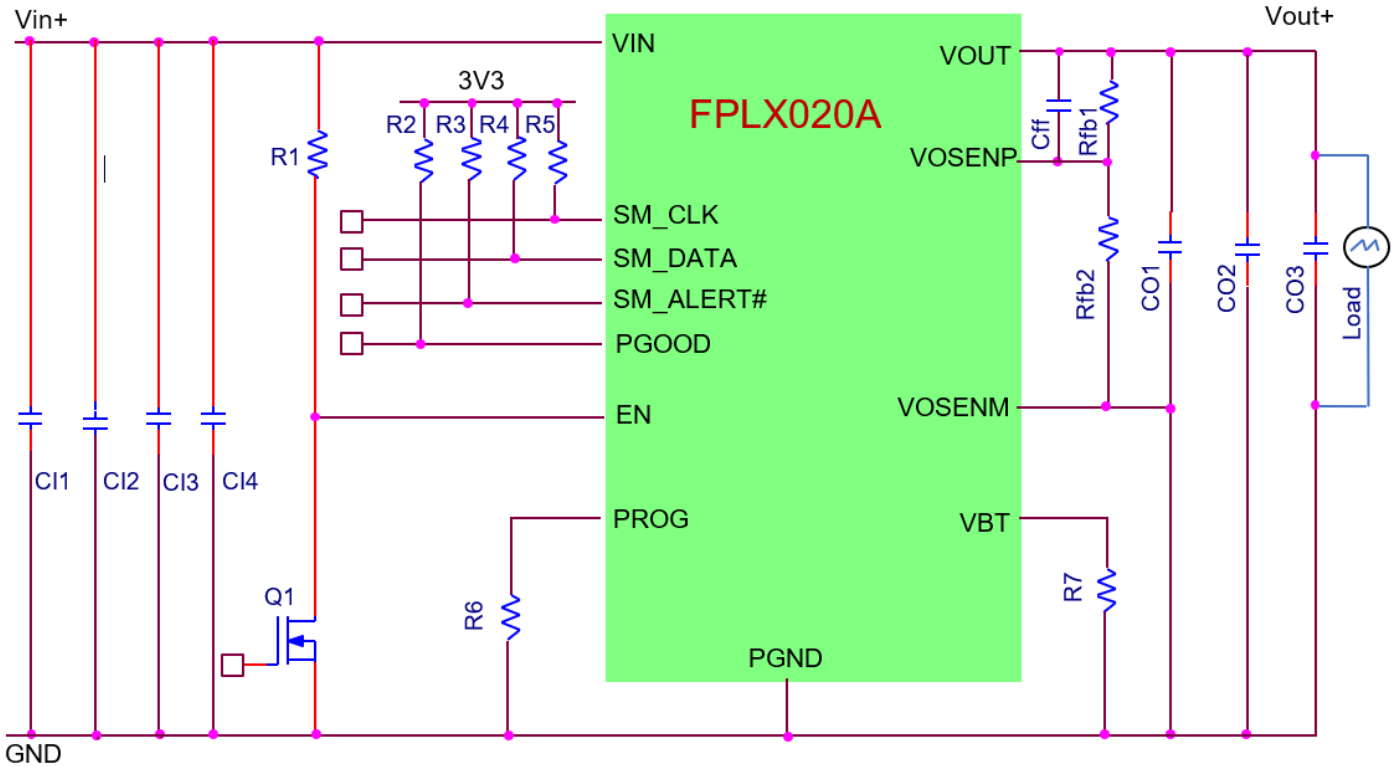 Vin+
Vout+
VIN
VOUT
3V3
FPLX020A
R2
R3
R4
R5
Cff
Rfb1
R1
VOSENP
SM_CLK
SM_DATA
SM_ALERT#
PGOOD
Rfb2
CO1
CO2
CO3
Load
EN
VOSENM
CI1
CI2
CI3
CI4
PROG
VBT
Q1
R6
R7
PGND
GND